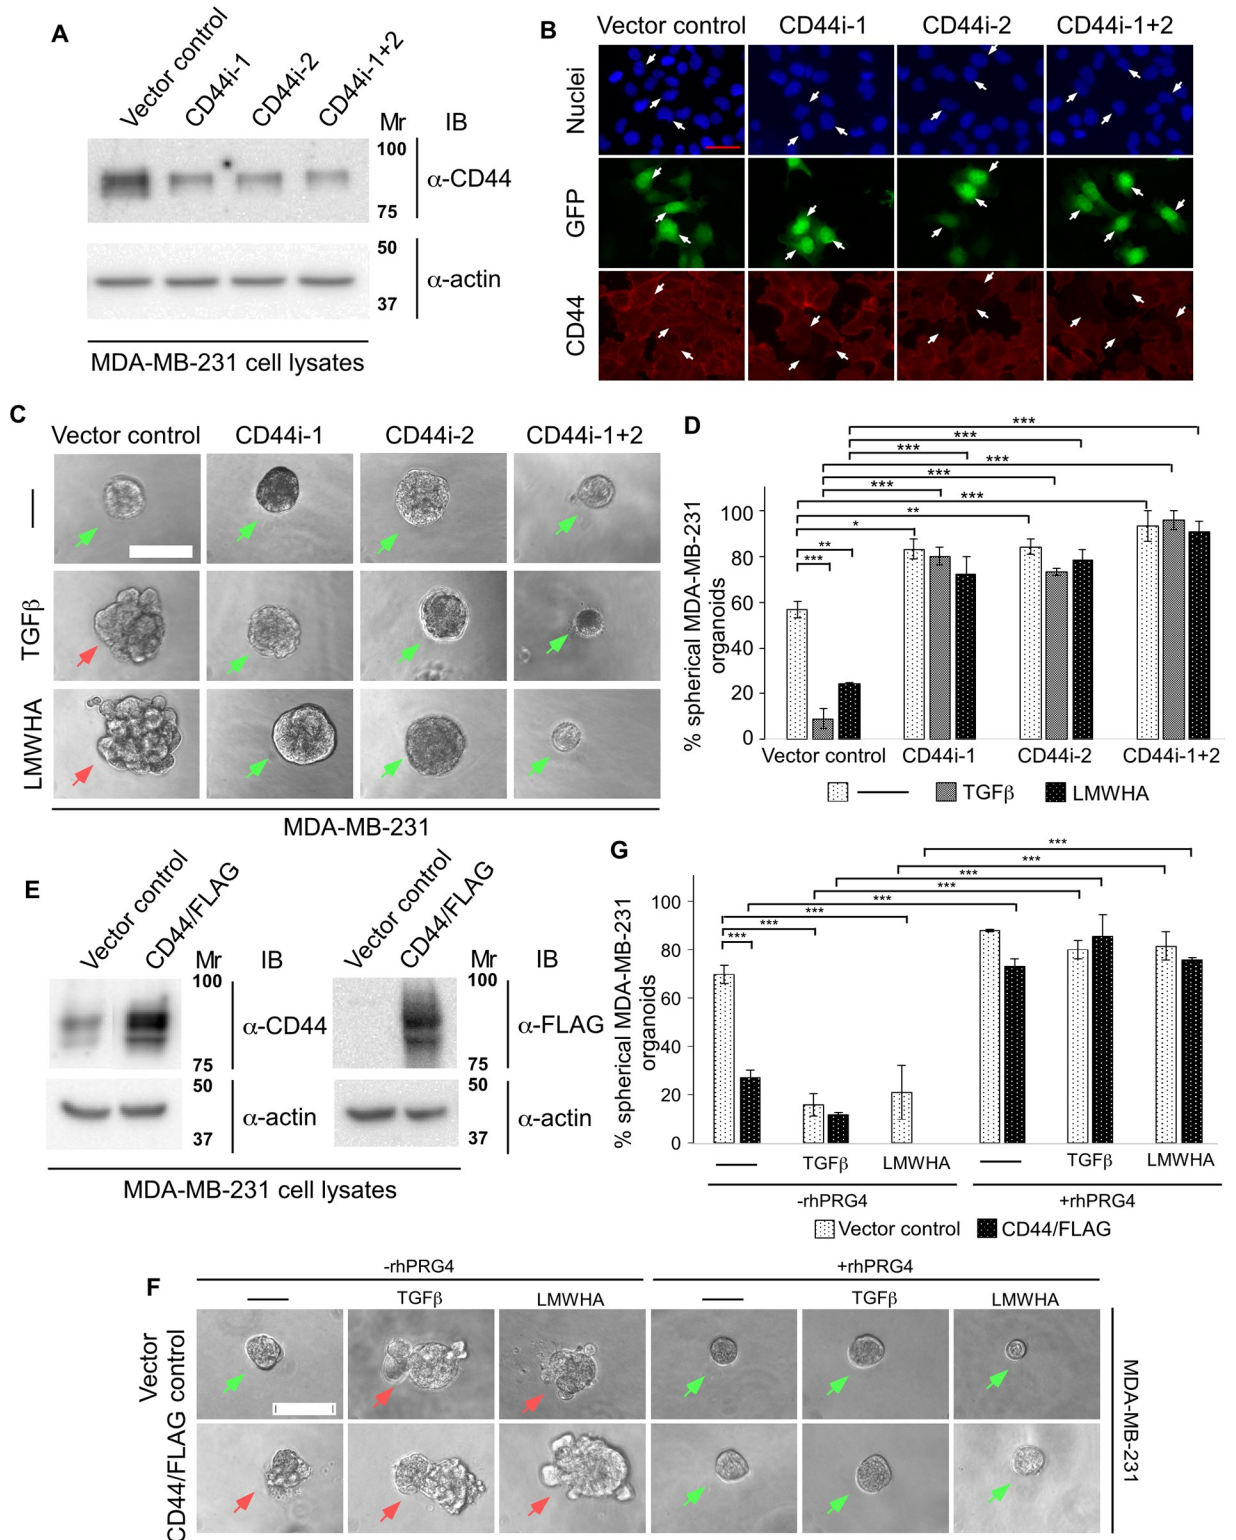 A
Vector control
CD44i-1
CD44i-2
CD44i-1+2
Mr
IB
100
α-CD44
75
50
α-actin
37
MDA-MB-231 cell lysates
B
Vector control
CD44i-1
CD44i-2
CD44i-1+2
Nuclei
GFP
CD44
C
Vector control
CD44i-1
CD44i-2
CD44i-1+2
—
TGFβ
LMWHA
MDA-MB-231
D
% spherical MDA-MB-231
organoids
100
80
60
40
20
0
***
***
***
***
***
***
***
**
*
**
***
Vector control
CD44i-1
CD44i-2
CD44i-1+2
— TGFβ LMWHA
E
Vector control
CD44/FLAG
Mr
IB
100
α-CD44
75
50
α-actin
37
Vector control
CD44/FLAG
Mr
IB
100
α-FLAG
75
50
α-actin
37
MDA-MB-231 cell lysates
G
% spherical MDA-MB-231
organoids
100
80
60
40
20
0
***
***
***
***
***
***
***
***
— TGFβ LMWHA — TGFβ LMWHA
-rhPRG4
+rhPRG4
Vector control CD44/FLAG
F
-rhPRG4
+rhPRG4
— TGFβ LMWHA — TGFβ LMWHA
Vector
control
CD44/FLAG
MDA-MB-231